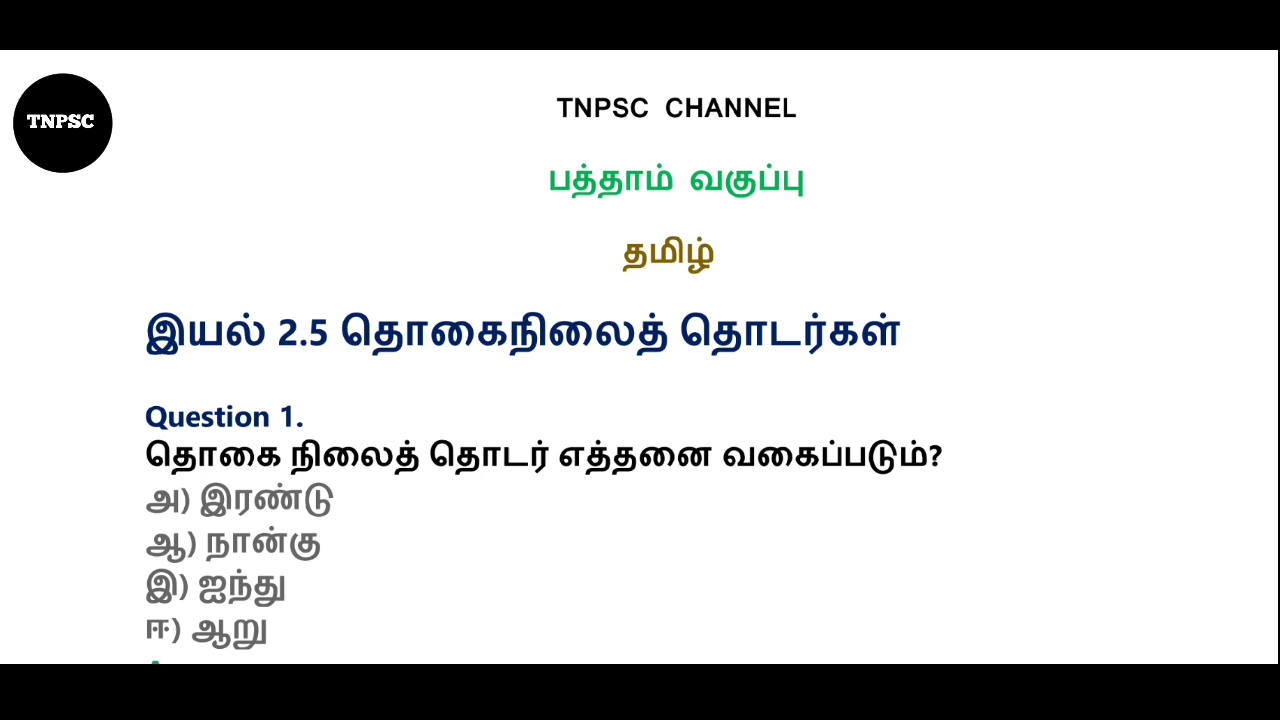 TNPSC
TNPSC CHANNEL
பத்தாம் வகுப்பு
தமிழ்
இயல் 2.5 தொகைநிலைத் தொடர்கள்
Question 1.
தொகை நிலைத் தொடர் எத்தனை வகைப்படும்?
அ) இரண்டு
ஆ) நான்கு
இ) ஐந்து
ஈ) ஆறு